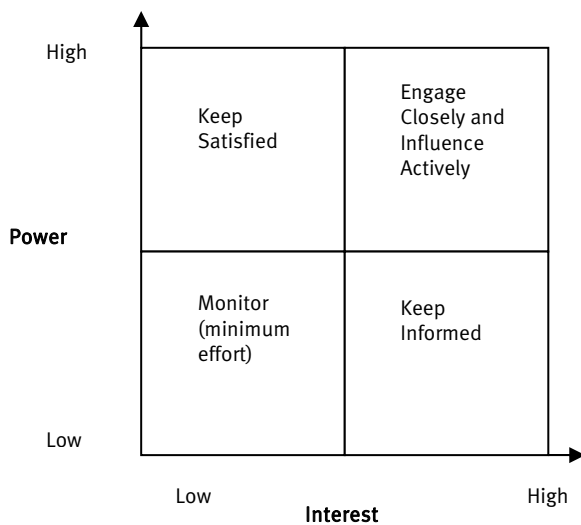 High
Keep
Satisfied
Engage
Closely and
Influence
Actively
Power
Monitor
(minimum
effort)
Keep
Informed
Low
Low
High
Interest